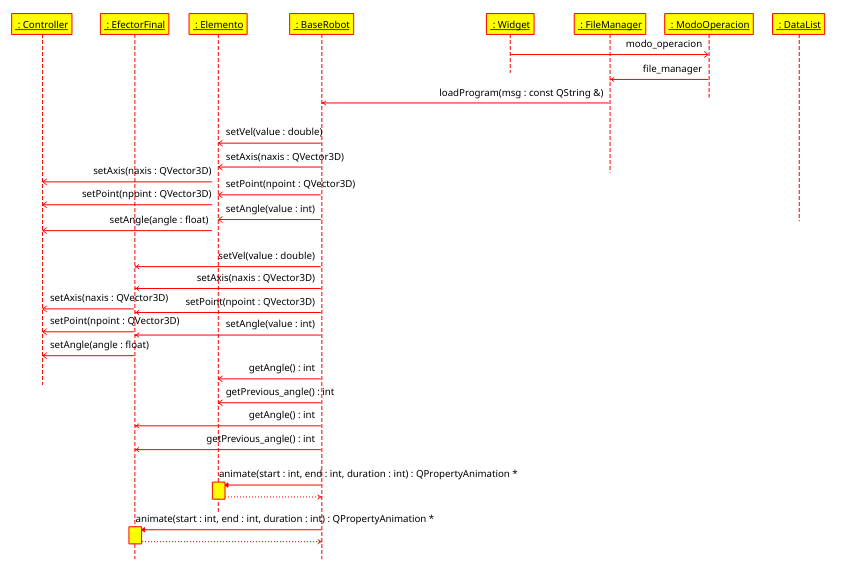 : Controller
: EfectorFinal
: Elemento
: BaseRobot
: Widget
: FileManager
: ModoOperacion
: DataList
modo_operacion
file_manager
loadProgram(msg : const QString &)
setVel(value : double)
setAxis(naxis : QVector3D)
setAxis(naxis : QVector3D)
setPoint(npoint : QVector3D)
setPoint(npoint : QVector3D)
setAngle(value : int)
setAngle(angle : float)
setVel(value : double)
setAxis(naxis : QVector3D)
setAxis(naxis : QVector3D)
setPoint(npoint : QVector3D)
setPoint(npoint : QVector3D)
setAngle(value : int)
setAngle(angle : float)
getAngle() : int
getPrevious_angle() : int
getAngle() : int
getPrevious_angle() : int
animate(start : int, end : int, duration : int) : QPropertyAnimation *
animate(start : int, end : int, duration : int) : QPropertyAnimation *